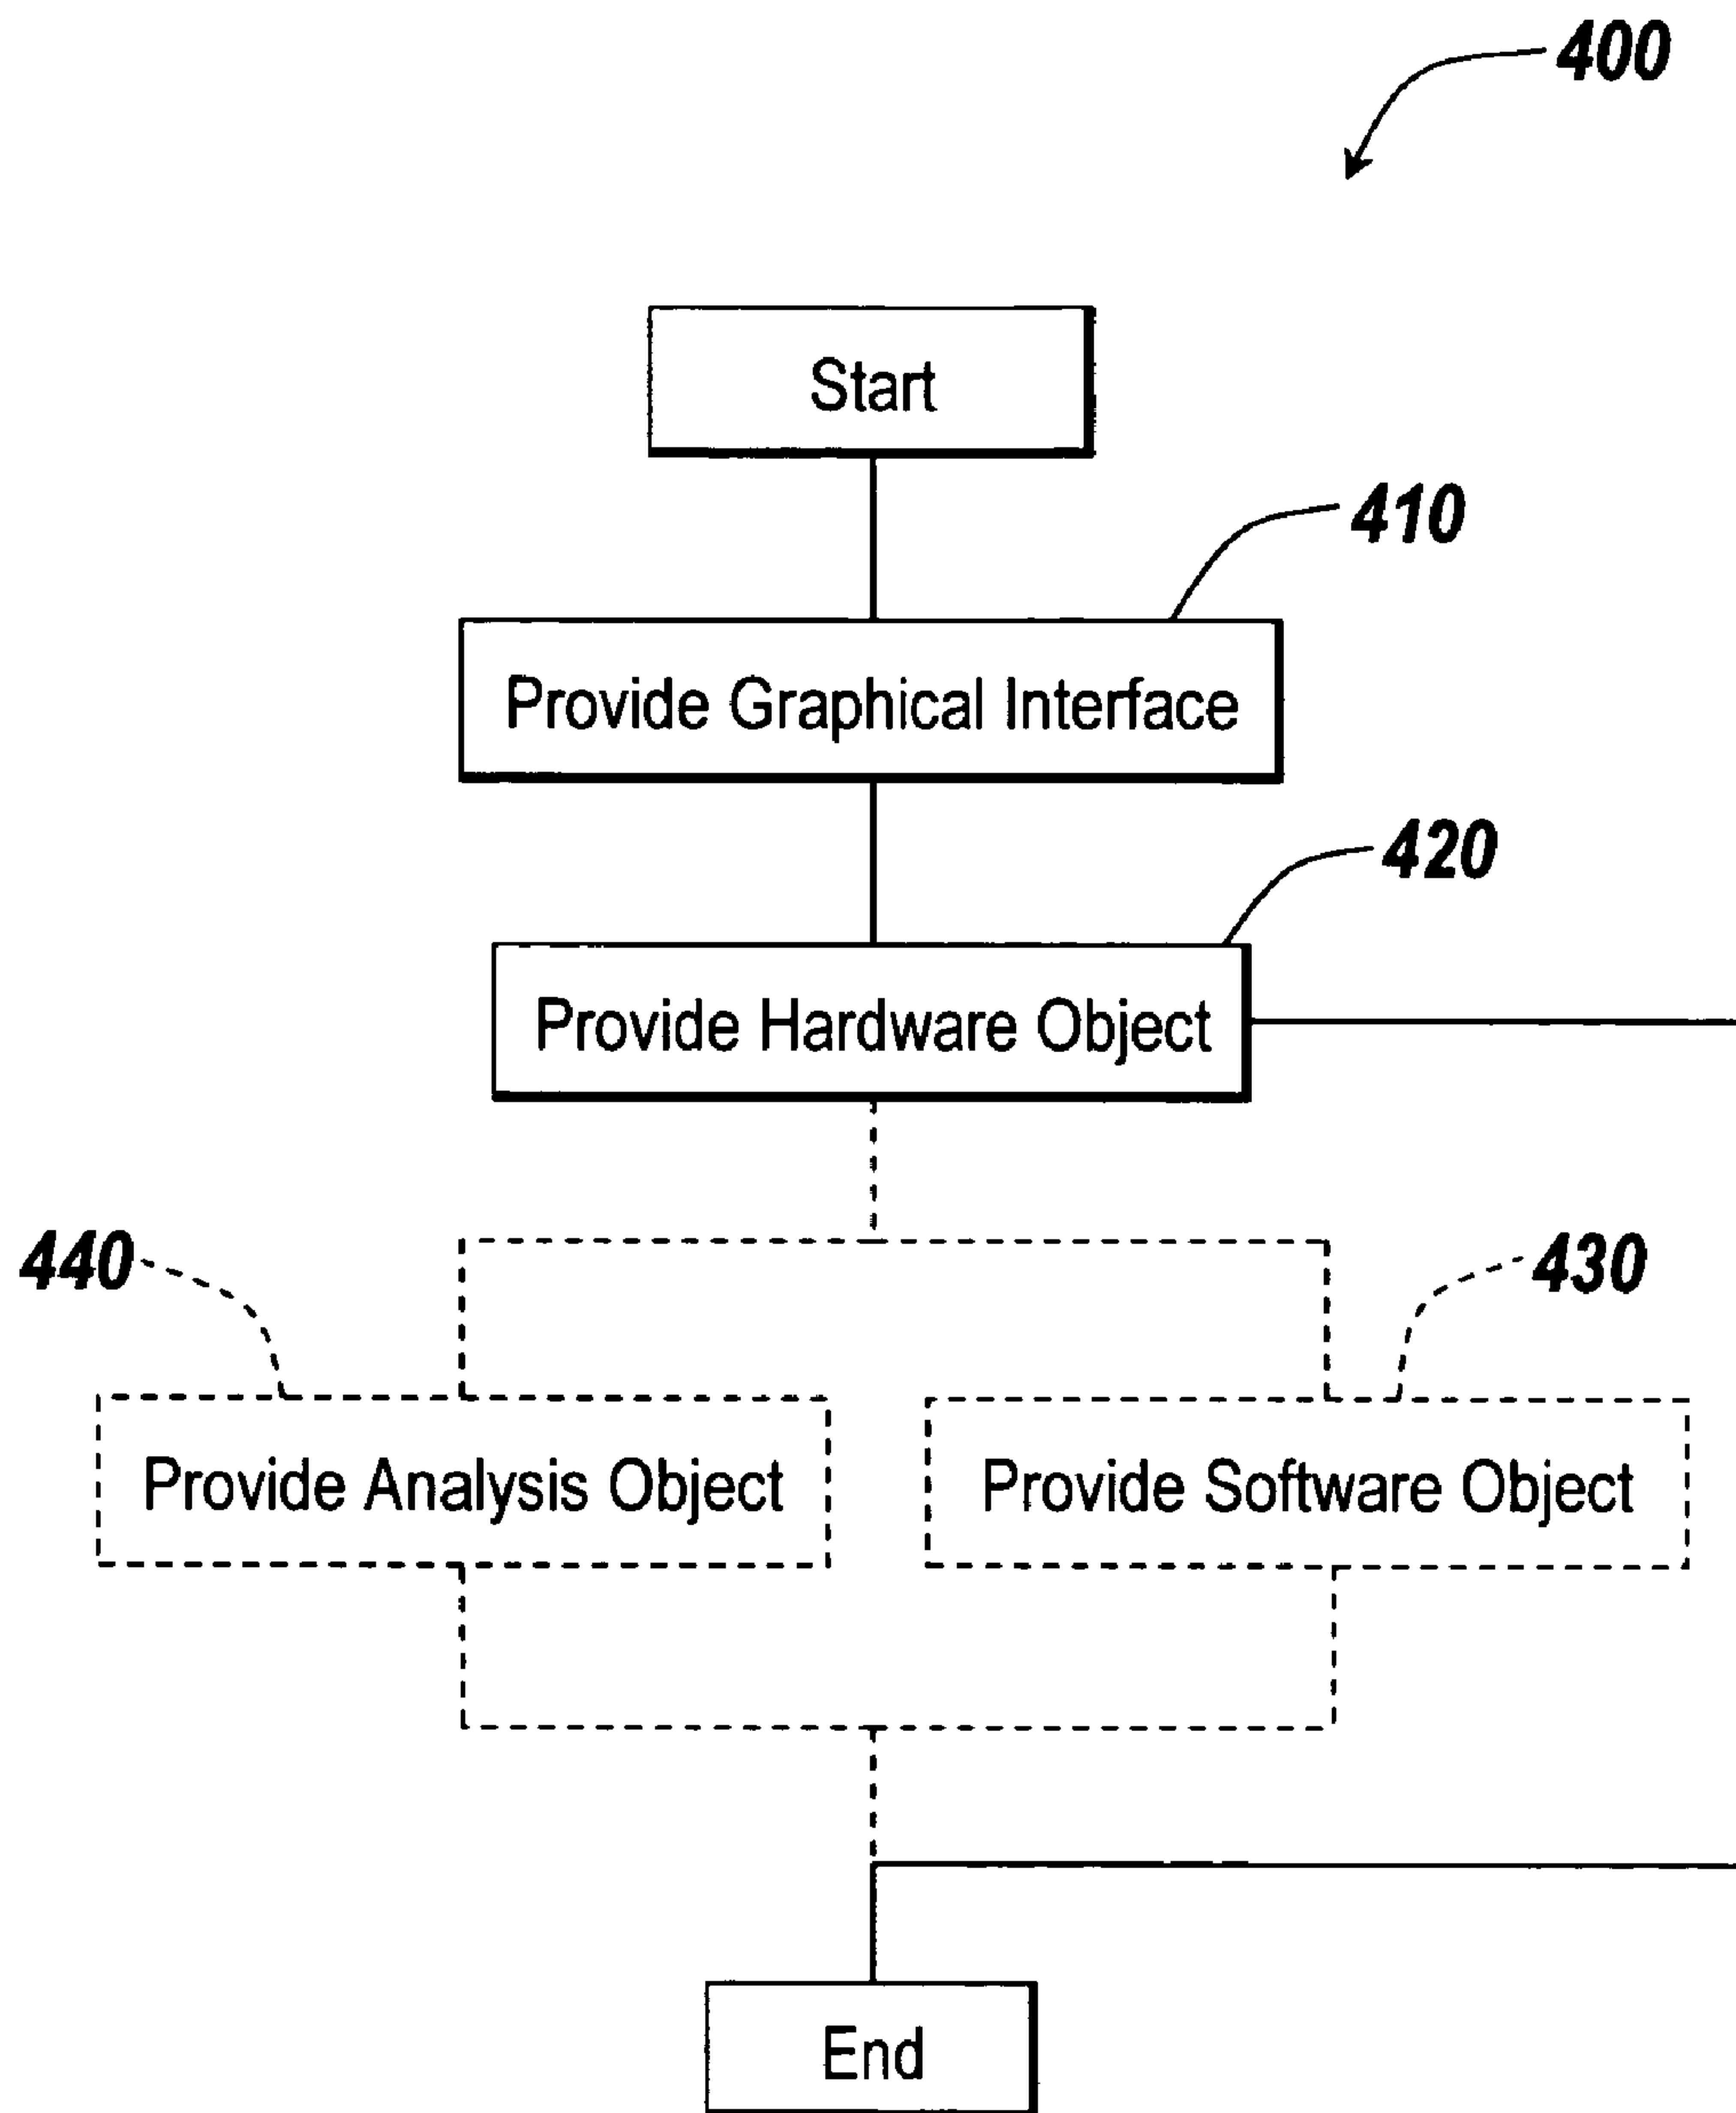 400
Start
410
Provide Graphical Interface
420
Provide Hardware Object
440
430
Provide Analysis Object
Provide Software Object
End